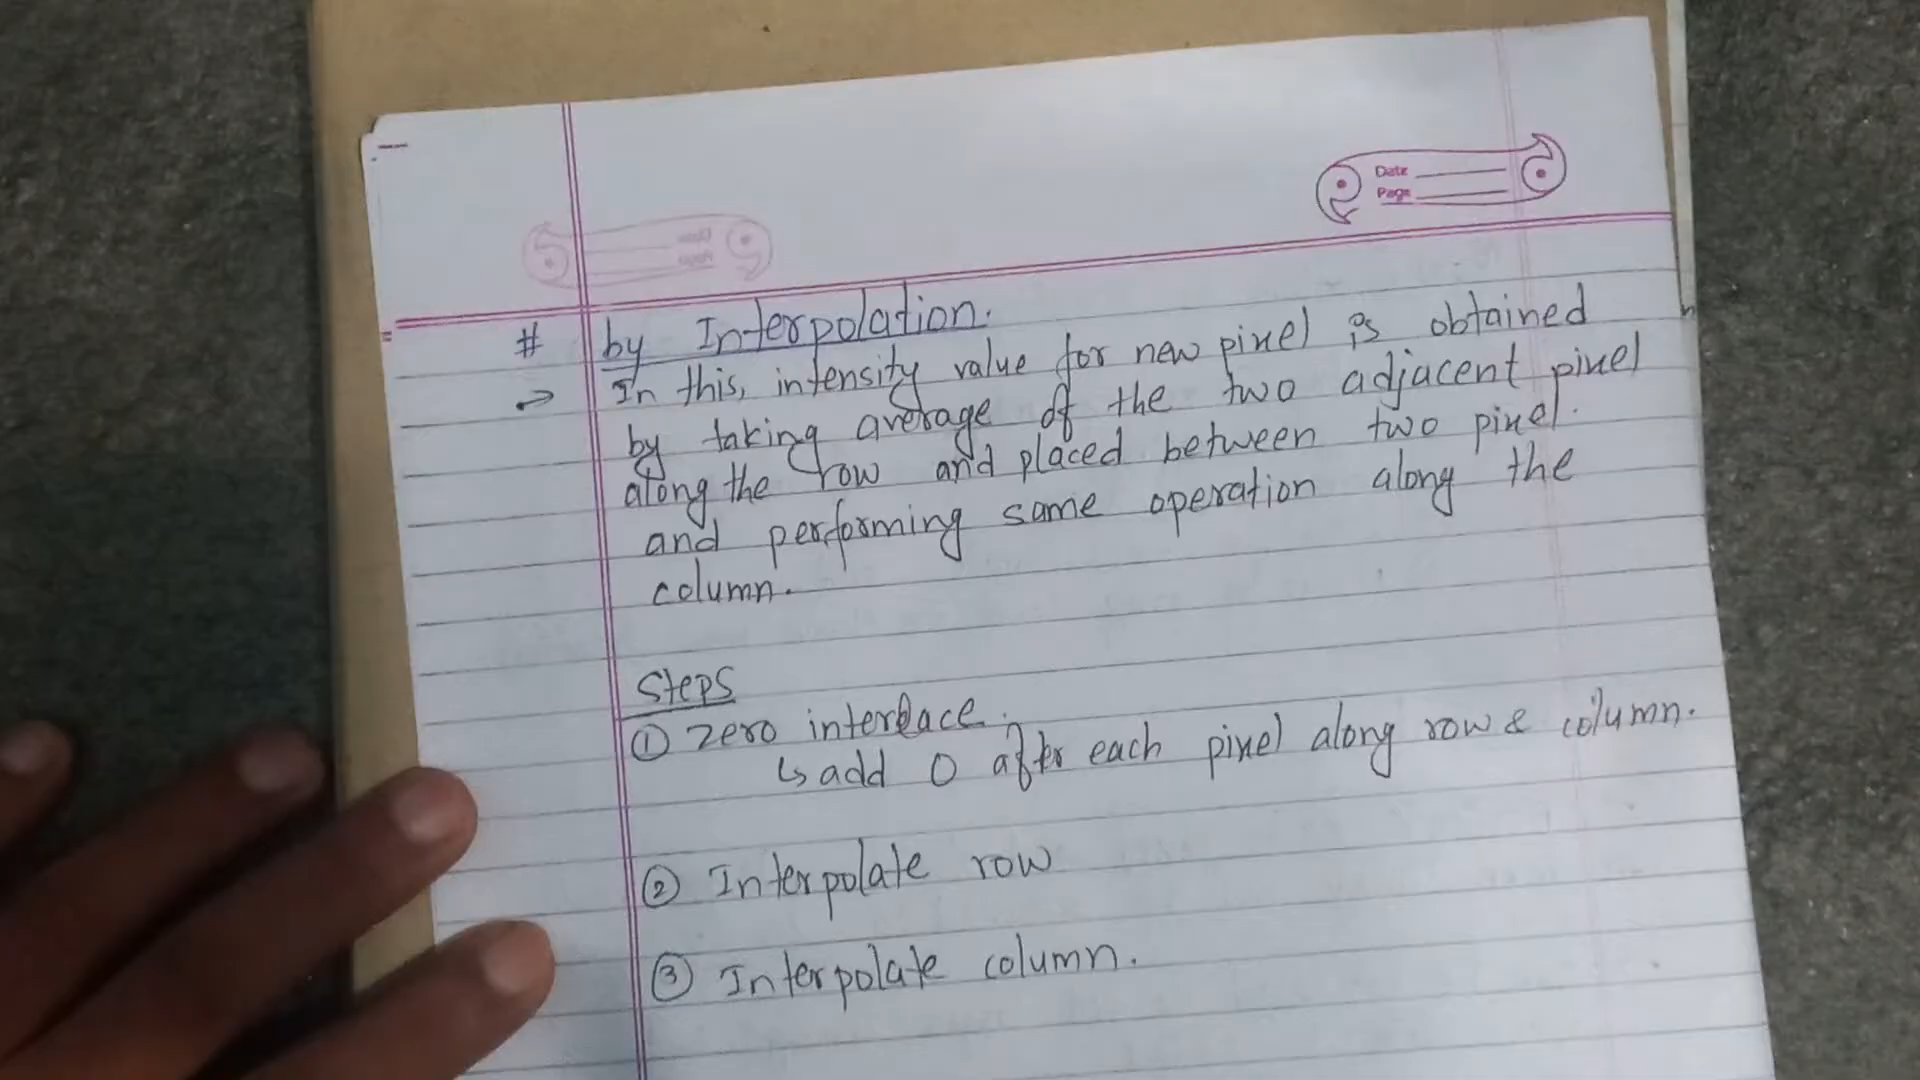 Date
Page
# by Interpolation.
→ In this, intensity value for new pixel is obtained
by taking average of the two adjacent pixel
along the row and placed between two pixel.
and performing same operation along the
column.
Steps
① Zero interlace.
↳ add 0 after each pixel along row & column.
② Interpolate row
③ Interpolate column.